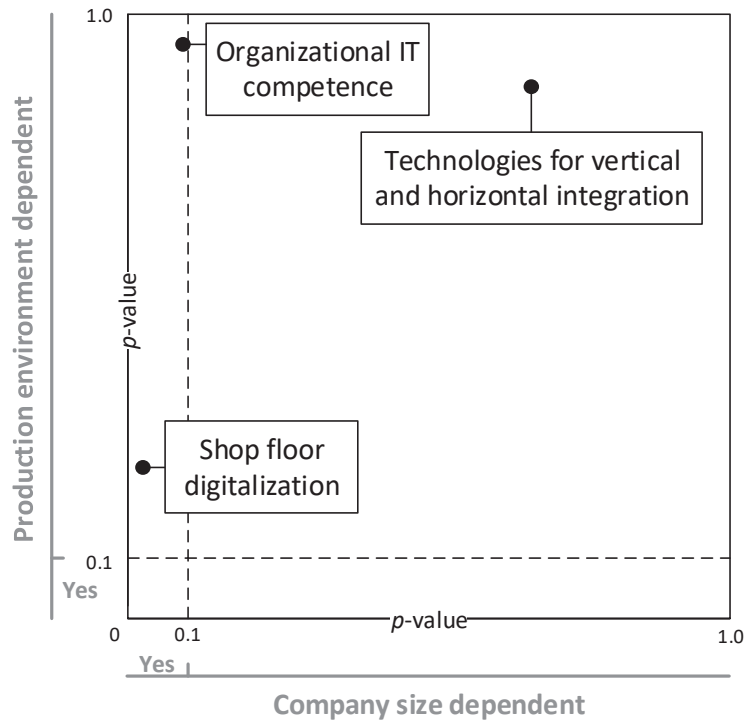 1.0
Organizational IT
competence
Technologies for vertical
and horizontal integration
Production environment dependent
p-value
Shop floor
digitalization
0.1
Yes
0
0.1
p-value
1.0
Yes
Company size dependent